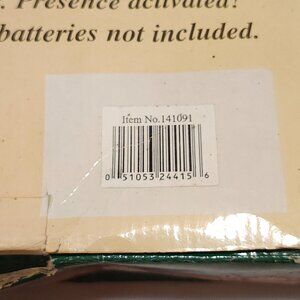 . Presence activated!
batteries not included.
Item No.141091
0 51053 24415 6